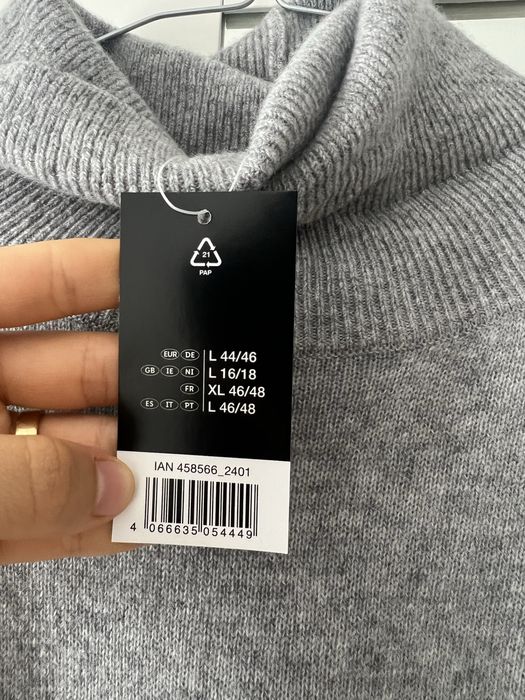 21
PAP
EUR DE L 44/46
GB IE NI L 16/18
FR XL 46/48
ES IT PT L 46/48
IAN 458566_2401
4 066635 054449